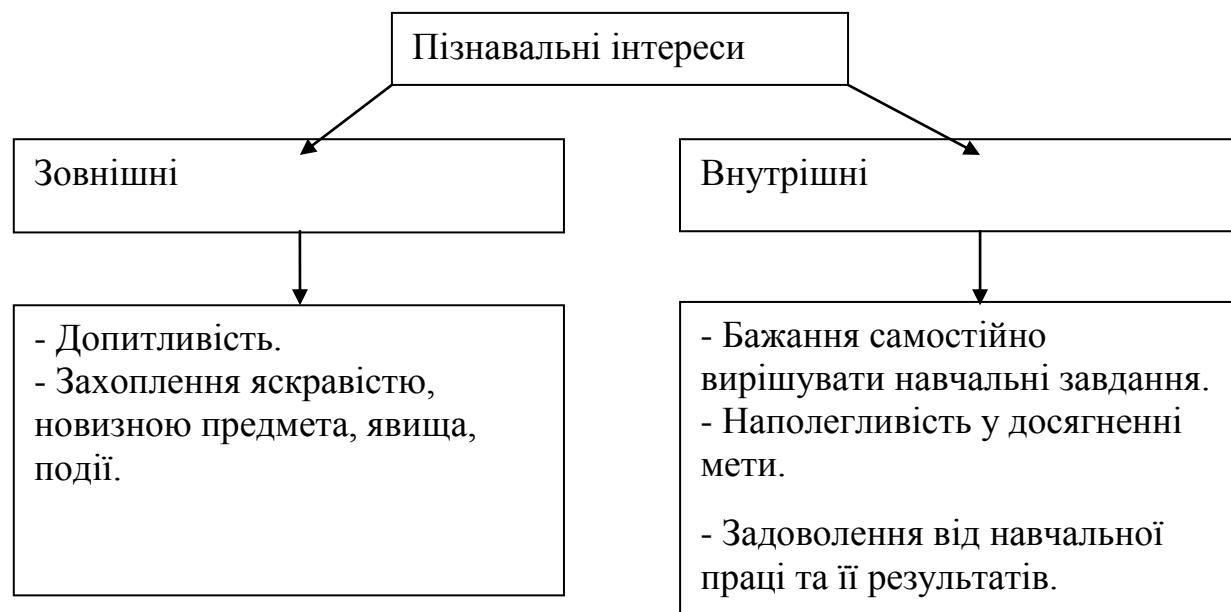 Пізнавальні інтереси
Зовнішні
Внутрішні
- Допитливість.
- Захоплення яскравістю,
новизною предмета, явища,
події.
- Бажання самостійно
вирішувати навчальні завдання.
- Наполегливість у досягненні
мети.
- Задоволення від навчальної
праці та її результатів.